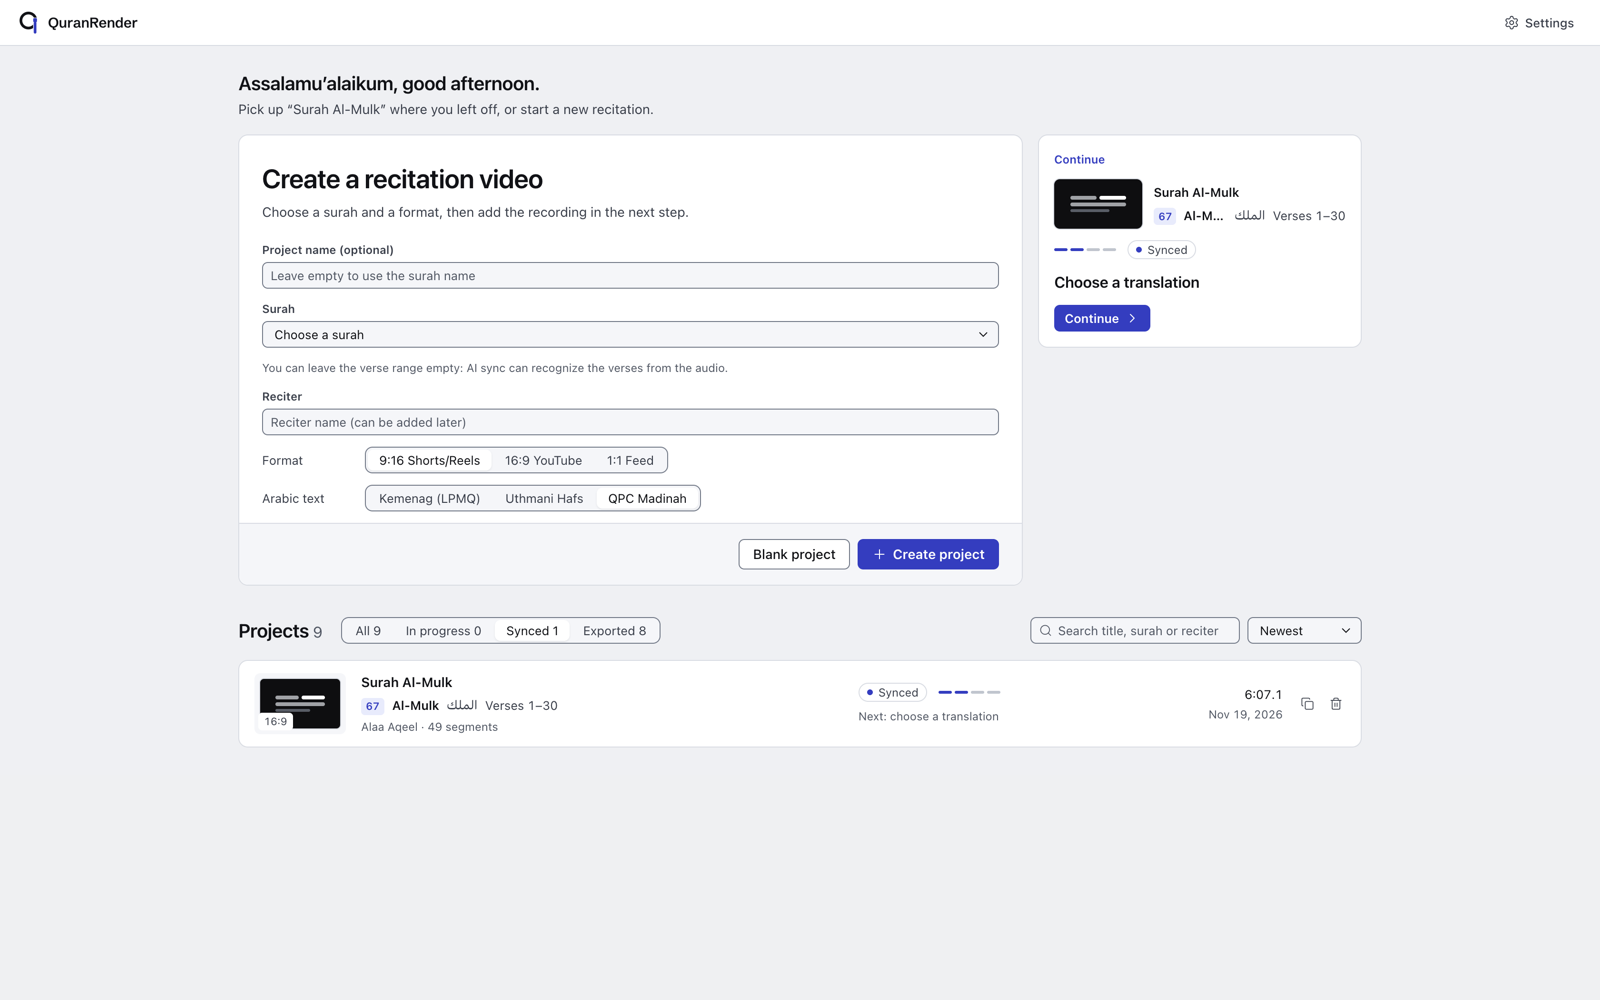 QuranRender
Settings
Assalamu’alaikum, good afternoon.
Pick up “Surah Al-Mulk” where you left off, or start a new recitation.
Create a recitation video
Choose a surah and a format, then add the recording in the next step.
Project name (optional)
Leave empty to use the surah name
Surah
Choose a surah
You can leave the verse range empty: AI sync can recognize the verses from the audio.
Reciter
Reciter name (can be added later)
Format 9:16 Shorts/Reels 16:9 YouTube 1:1 Feed
Arabic text Kemenag (LPMQ) Uthmani Hafs QPC Madinah
Blank project + Create project
Continue
Surah Al-Mulk
67 Al-M... الملك Verses 1–30
Synced
Choose a translation
Continue
Projects 9 All 9 In progress 0 Synced 1 Exported 8 Search title, surah or reciter Newest
16:9
Surah Al-Mulk
67 Al-Mulk الملك Verses 1–30
Alaa Aqeel · 49 segments
Synced
Next: choose a translation
6:07.1
Nov 19, 2026